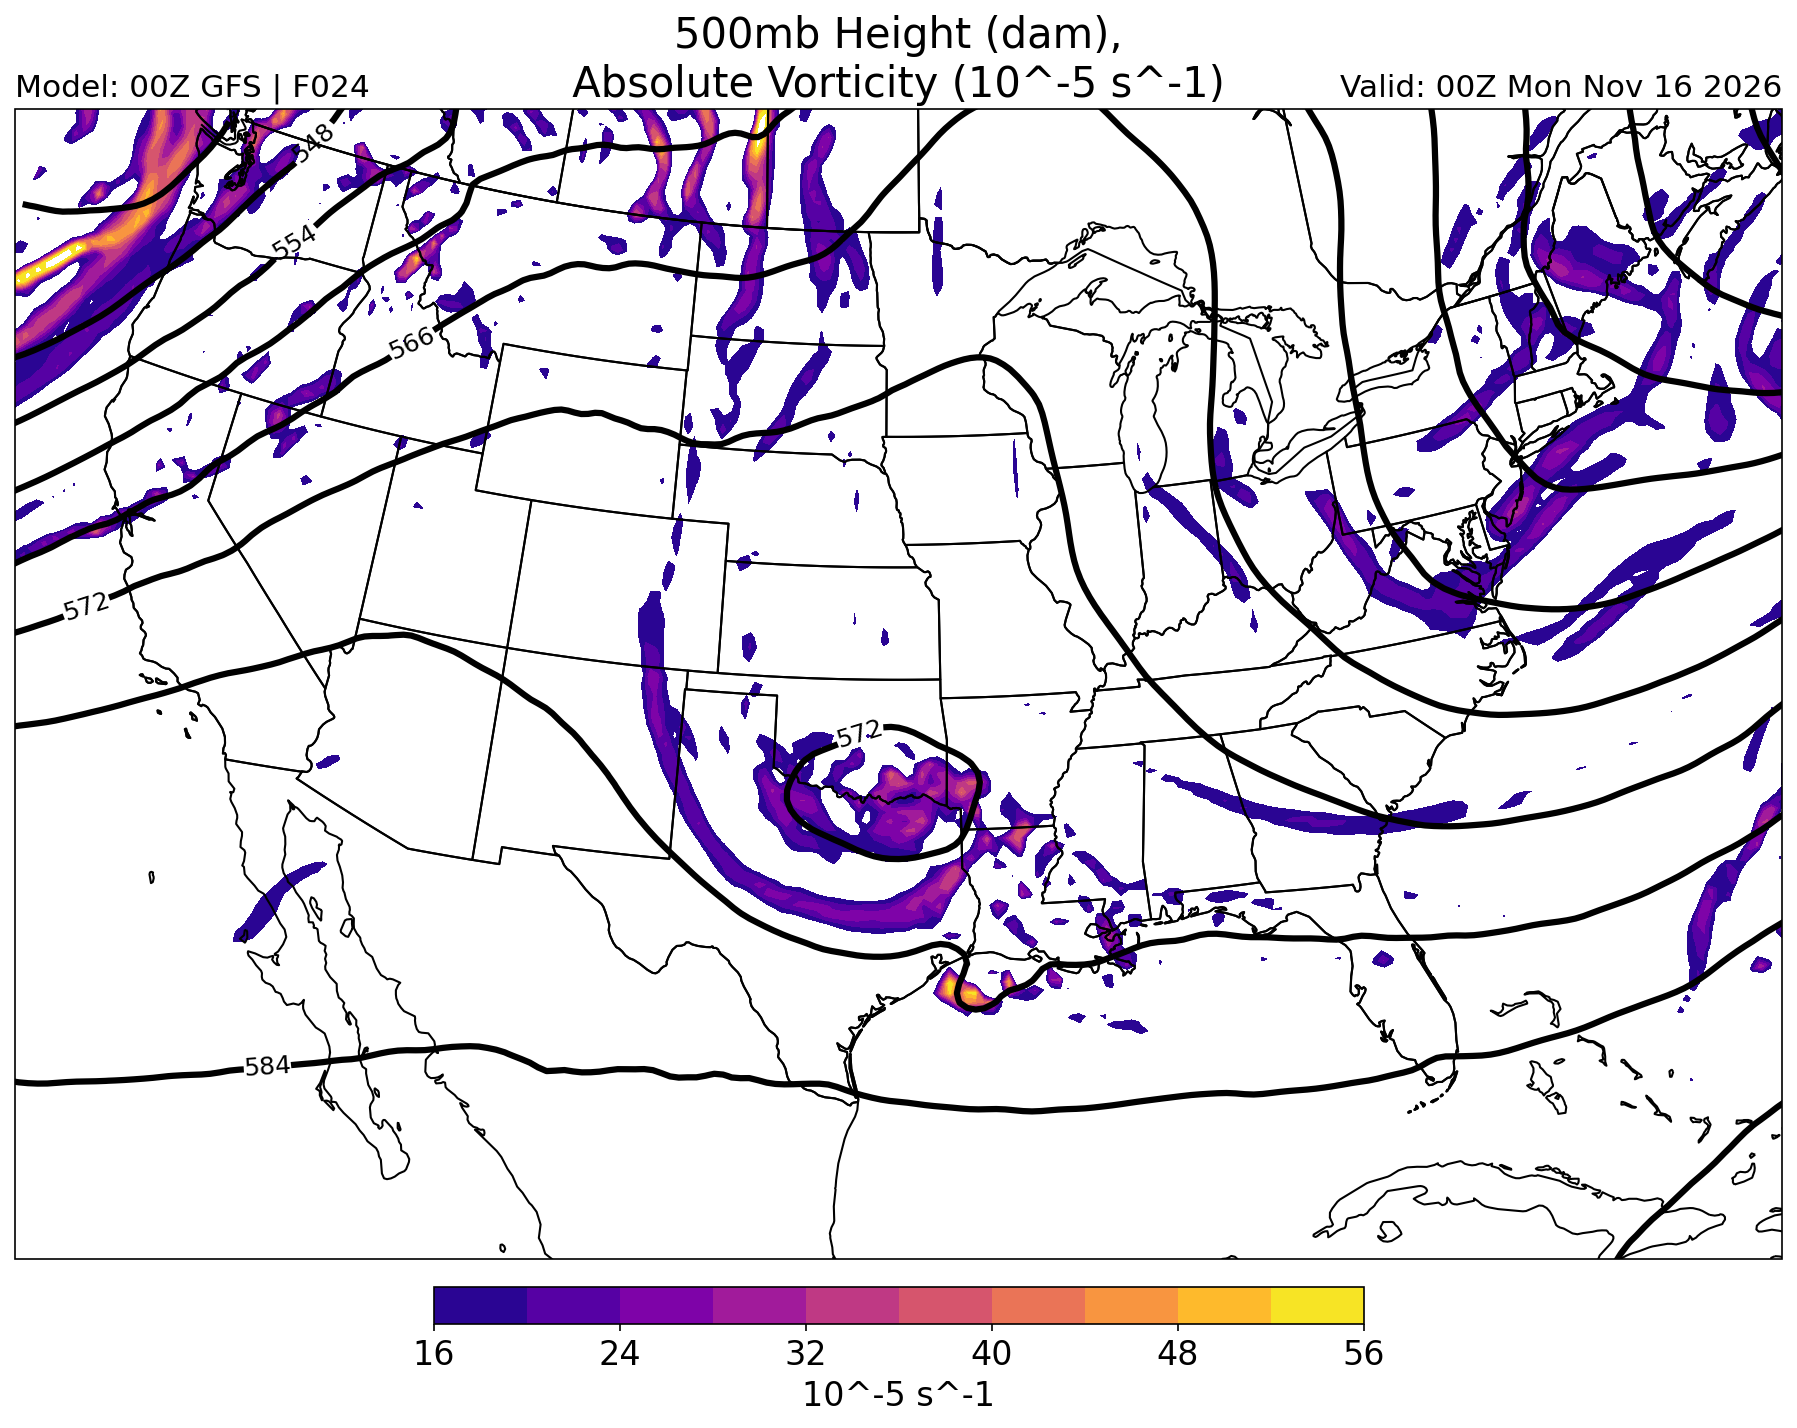 500mb Height (dam),
Absolute Vorticity (10^-5 s^-1)
Model: 00Z GFS | F024
Valid: 00Z Mon Nov 16 2026
548
554
566
572
572
584
16 24 32 40 48 56
10^-5 s^-1